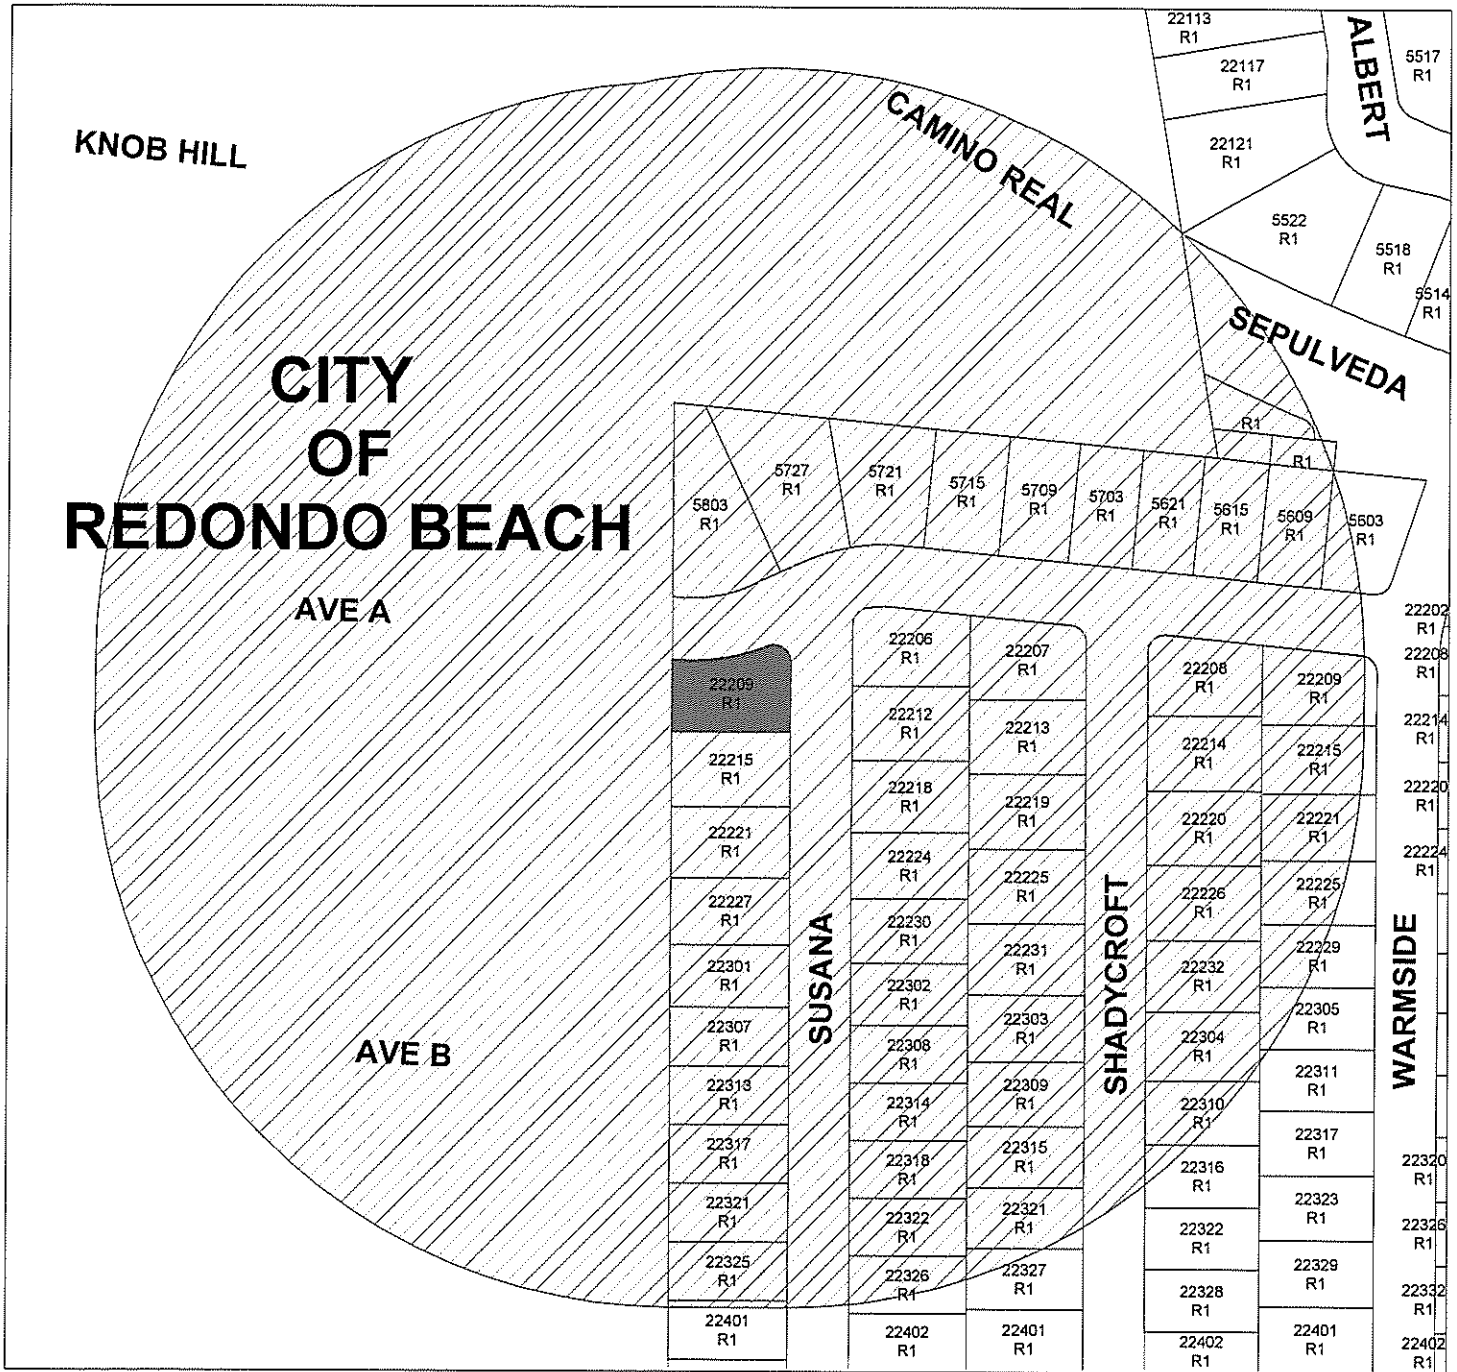 22113
R1
22117
R1
22121
R1
ALBERT
5517
R1
KNOB HILL
CAMINO REAL
5522
R1
5518
R1
5514
R1
SEPULVEDA
CITY
OF
REDONDO BEACH
AVE A
AVE B
R1
R1
5803
R1
5727
R1
5721
R1
5715
R1
5709
R1
5703
R1
5621
R1
5615
R1
5609
R1
5603
R1
22209
R1
22215
R1
22221
R1
22227
R1
22301
R1
22307
R1
22313
R1
22317
R1
22321
R1
22325
R1
22401
R1
SUSANA
22206
R1
22212
R1
22218
R1
22224
R1
22230
R1
22302
R1
22308
R1
22314
R1
22318
R1
22322
R1
22326
R1
22402
R1
22207
R1
22213
R1
22219
R1
22225
R1
22231
R1
22303
R1
22309
R1
22315
R1
22321
R1
22327
R1
22401
R1
SHADYCROFT
22208
R1
22214
R1
22220
R1
22226
R1
22232
R1
22304
R1
22310
R1
22316
R1
22322
R1
22328
R1
22402
R1
22209
R1
22215
R1
22221
R1
22225
R1
22229
R1
22305
R1
22311
R1
22317
R1
22323
R1
22329
R1
22401
R1
WARMSIDE
22202
R1
22208
R1
22214
R1
22220
R1
22224
R1
22320
R1
22326
R1
22332
R1
22402
R1